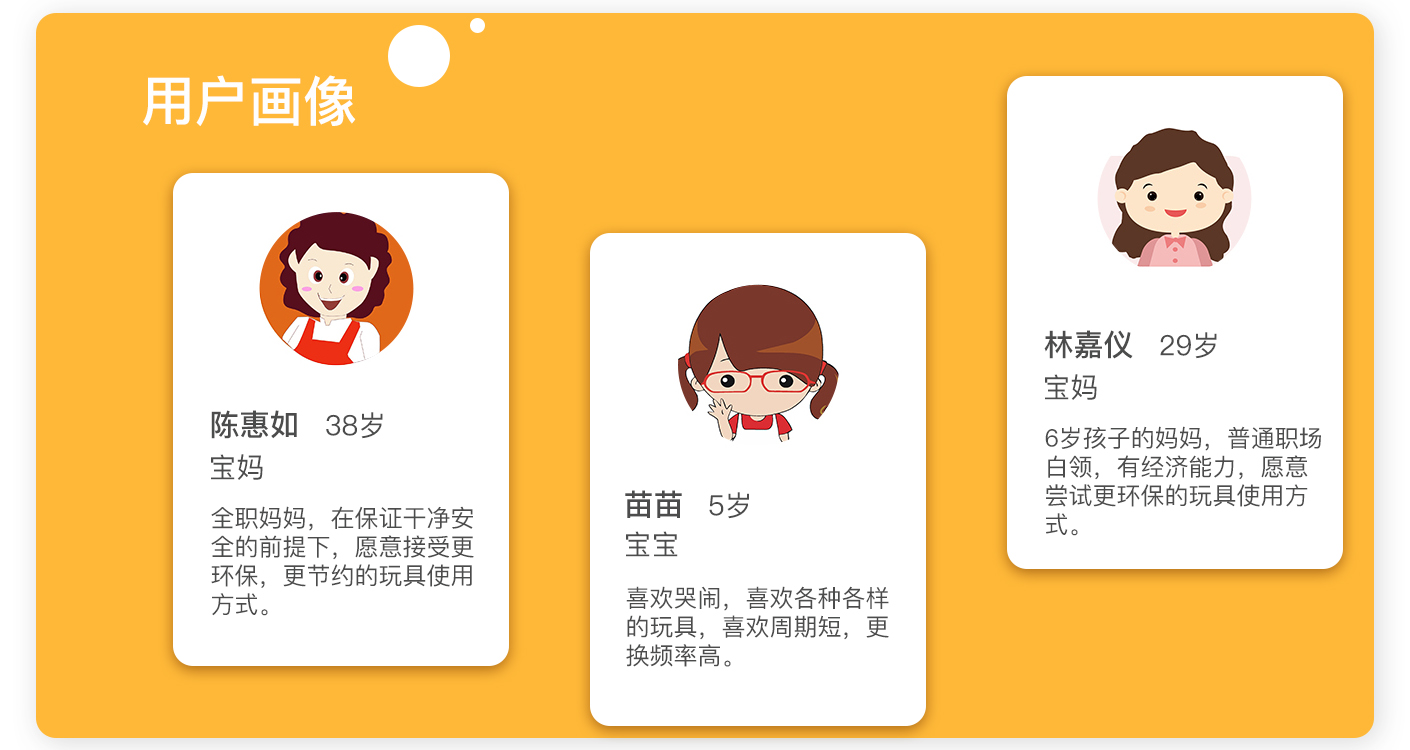 用户画像
陈惠如 38岁
宝妈
全职妈妈，在保证干净安
全的前提下，愿意接受更
环保，更节约的玩具使用
方式。
苗苗 5岁
宝宝
喜欢哭闹，喜欢各种各样
的玩具，喜欢周期短，更
换频率高。
林嘉仪 29岁
宝妈
6岁孩子的妈妈，普通职场
白领，有经济能力，愿意
尝试更环保的玩具使用方
式。